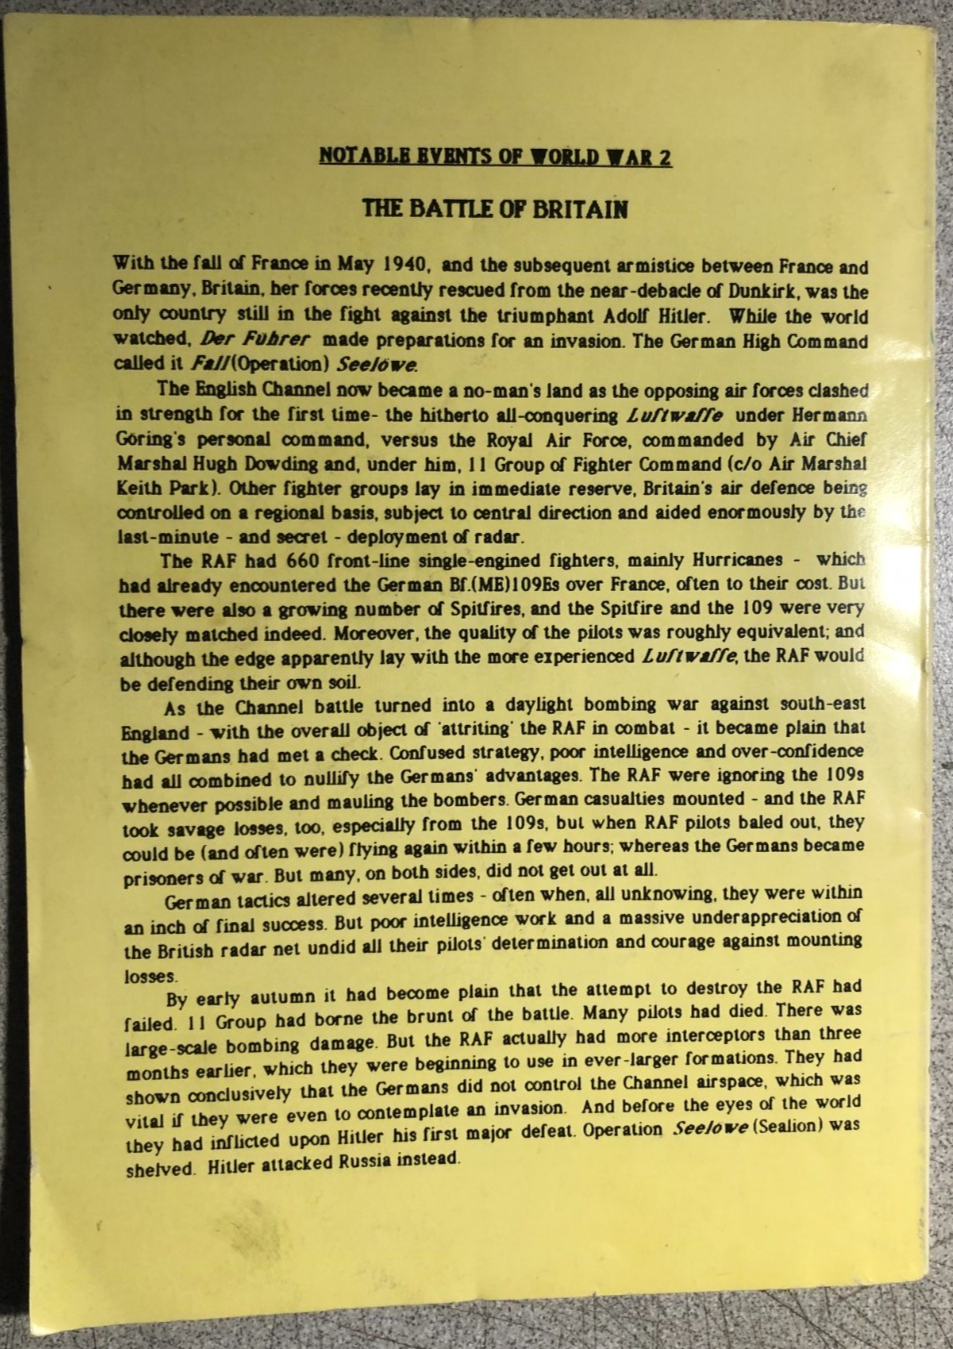 NOTABLE EVENTS OF WORLD WAR 2
THE BATTLE OF BRITAIN
With the fall of France in May 1940, and the subsequent armistice between France and
Germany, Britain, her forces recently rescued from the near-debacle of Dunkirk, was the
only country still in the fight against the triumphant Adolf Hitler. While the world
watched, Der Fuhrer made preparations for an invasion. The German High Command
called it Fall(Operation) Seelöwe.
The English Channel now became a no-man's land as the opposing air forces clashed
in strength for the first time- the hitherto all-conquering Luftwaffe under Hermann
Göring's personal command, versus the Royal Air Force, commanded by Air Chief
Marshal Hugh Dowding and, under him, 11 Group of Fighter Command (c/o Air Marshal
Keith Park). Other fighter groups lay in immediate reserve, Britain's air defence being
controlled on a regional basis, subject to central direction and aided enormously by the
last-minute - and secret - deployment of radar.
The RAF had 660 front-line single-engined fighters, mainly Hurricanes - which
had already encountered the German Bf.(ME)109Es over France, often to their cost. But
there were also a growing number of Spitfires, and the Spitfire and the 109 were very
closely matched indeed. Moreover, the quality of the pilots was roughly equivalent; and
although the edge apparently lay with the more experienced Luftwaffe, the RAF would
be defending their own soil.
As the Channel battle turned into a daylight bombing war against south-east
England - with the overall object of 'attriting' the RAF in combat - it became plain that
the Germans had met a check. Confused strategy, poor intelligence and over-confidence
had all combined to nullify the Germans' advantages. The RAF were ignoring the 109s
whenever possible and mauling the bombers. German casualties mounted - and the RAF
took savage losses, too, especially from the 109s, but when RAF pilots baled out, they
could be (and often were) flying again within a few hours; whereas the Germans became
prisoners of war. But many, on both sides, did not get out at all.
German tactics altered several times - often when, all unknowing, they were within
an inch of final success. But poor intelligence work and a massive underappreciation of
the British radar net undid all their pilots' determination and courage against mounting
losses.
By early autumn it had become plain that the attempt to destroy the RAF had
failed. 11 Group had borne the brunt of the battle. Many pilots had died. There was
large-scale bombing damage. But the RAF actually had more interceptors than three
months earlier, which they were beginning to use in ever-larger formations. They had
shown conclusively that the Germans did not control the Channel airspace, which was
vital if they were even to contemplate an invasion. And before the eyes of the world
they had inflicted upon Hitler his first major defeat. Operation Seelowe (Sealion) was
shelved. Hitler attacked Russia instead.